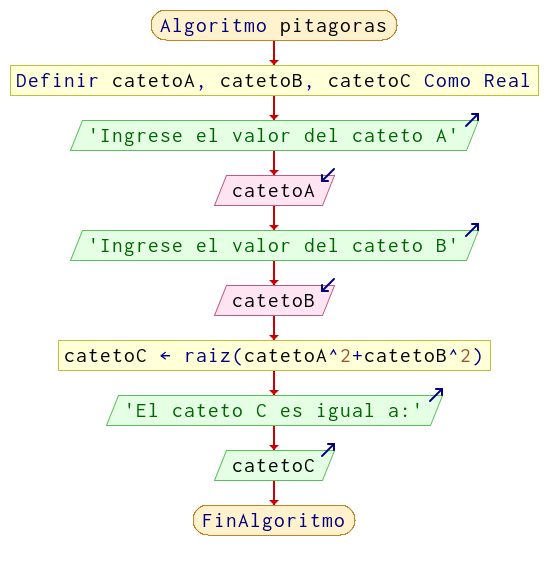 Algoritmo pitagoras
Definir catetoA, catetoB, catetoC Como Real
'Ingrese el valor del cateto A'
catetoA
'Ingrese el valor del cateto B'
catetoB
catetoC ← raiz(catetoA^2+catetoB^2)
'El cateto C es igual a:'
catetoC
FinAlgoritmo